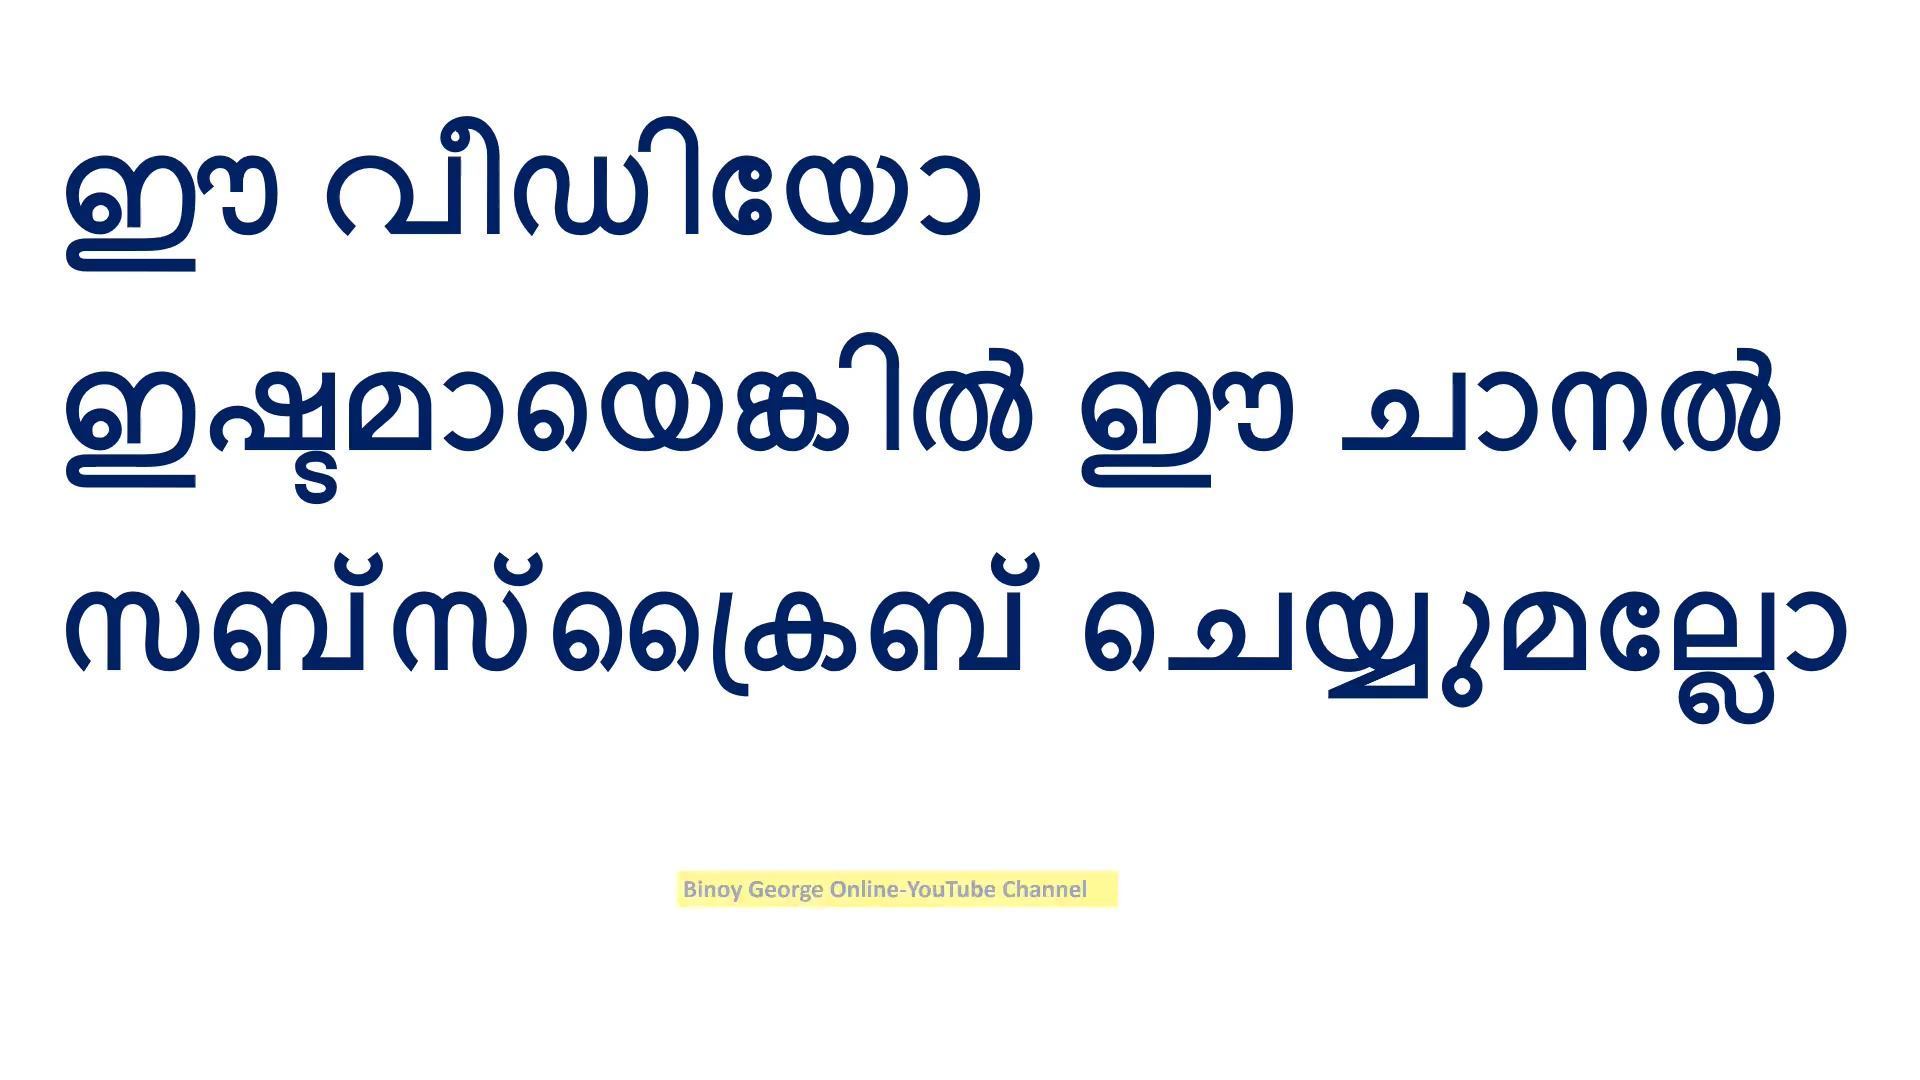 ഈ വീഡിയോ
ഇഷ്ടമായെങ്കിൽ ഈ ചാനൽ
സബ്സ്ക്രൈബ് ചെയ്യുമല്ലോ
Binoy George Online-YouTube Channel